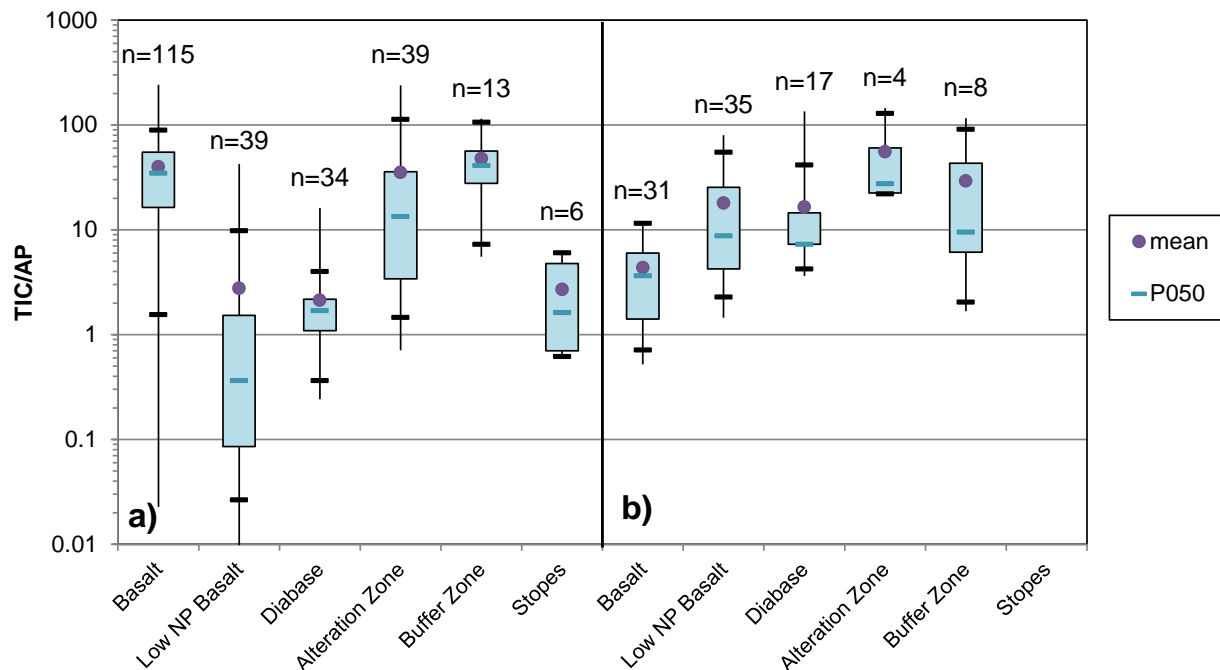 1000
100
10
1
0.1
0.01
TIC/AP
n=115
n=39
n=34
n=39
n=13
n=6
n=31
n=35
n=17
n=4
n=8
a)
b)
Basalt
Low NP Basalt
Diabase
Alteration Zone
Buffer Zone
Stopes
Basalt
Low NP Basalt
Diabase
Alteration Zone
Buffer Zone
Stopes
mean
P050